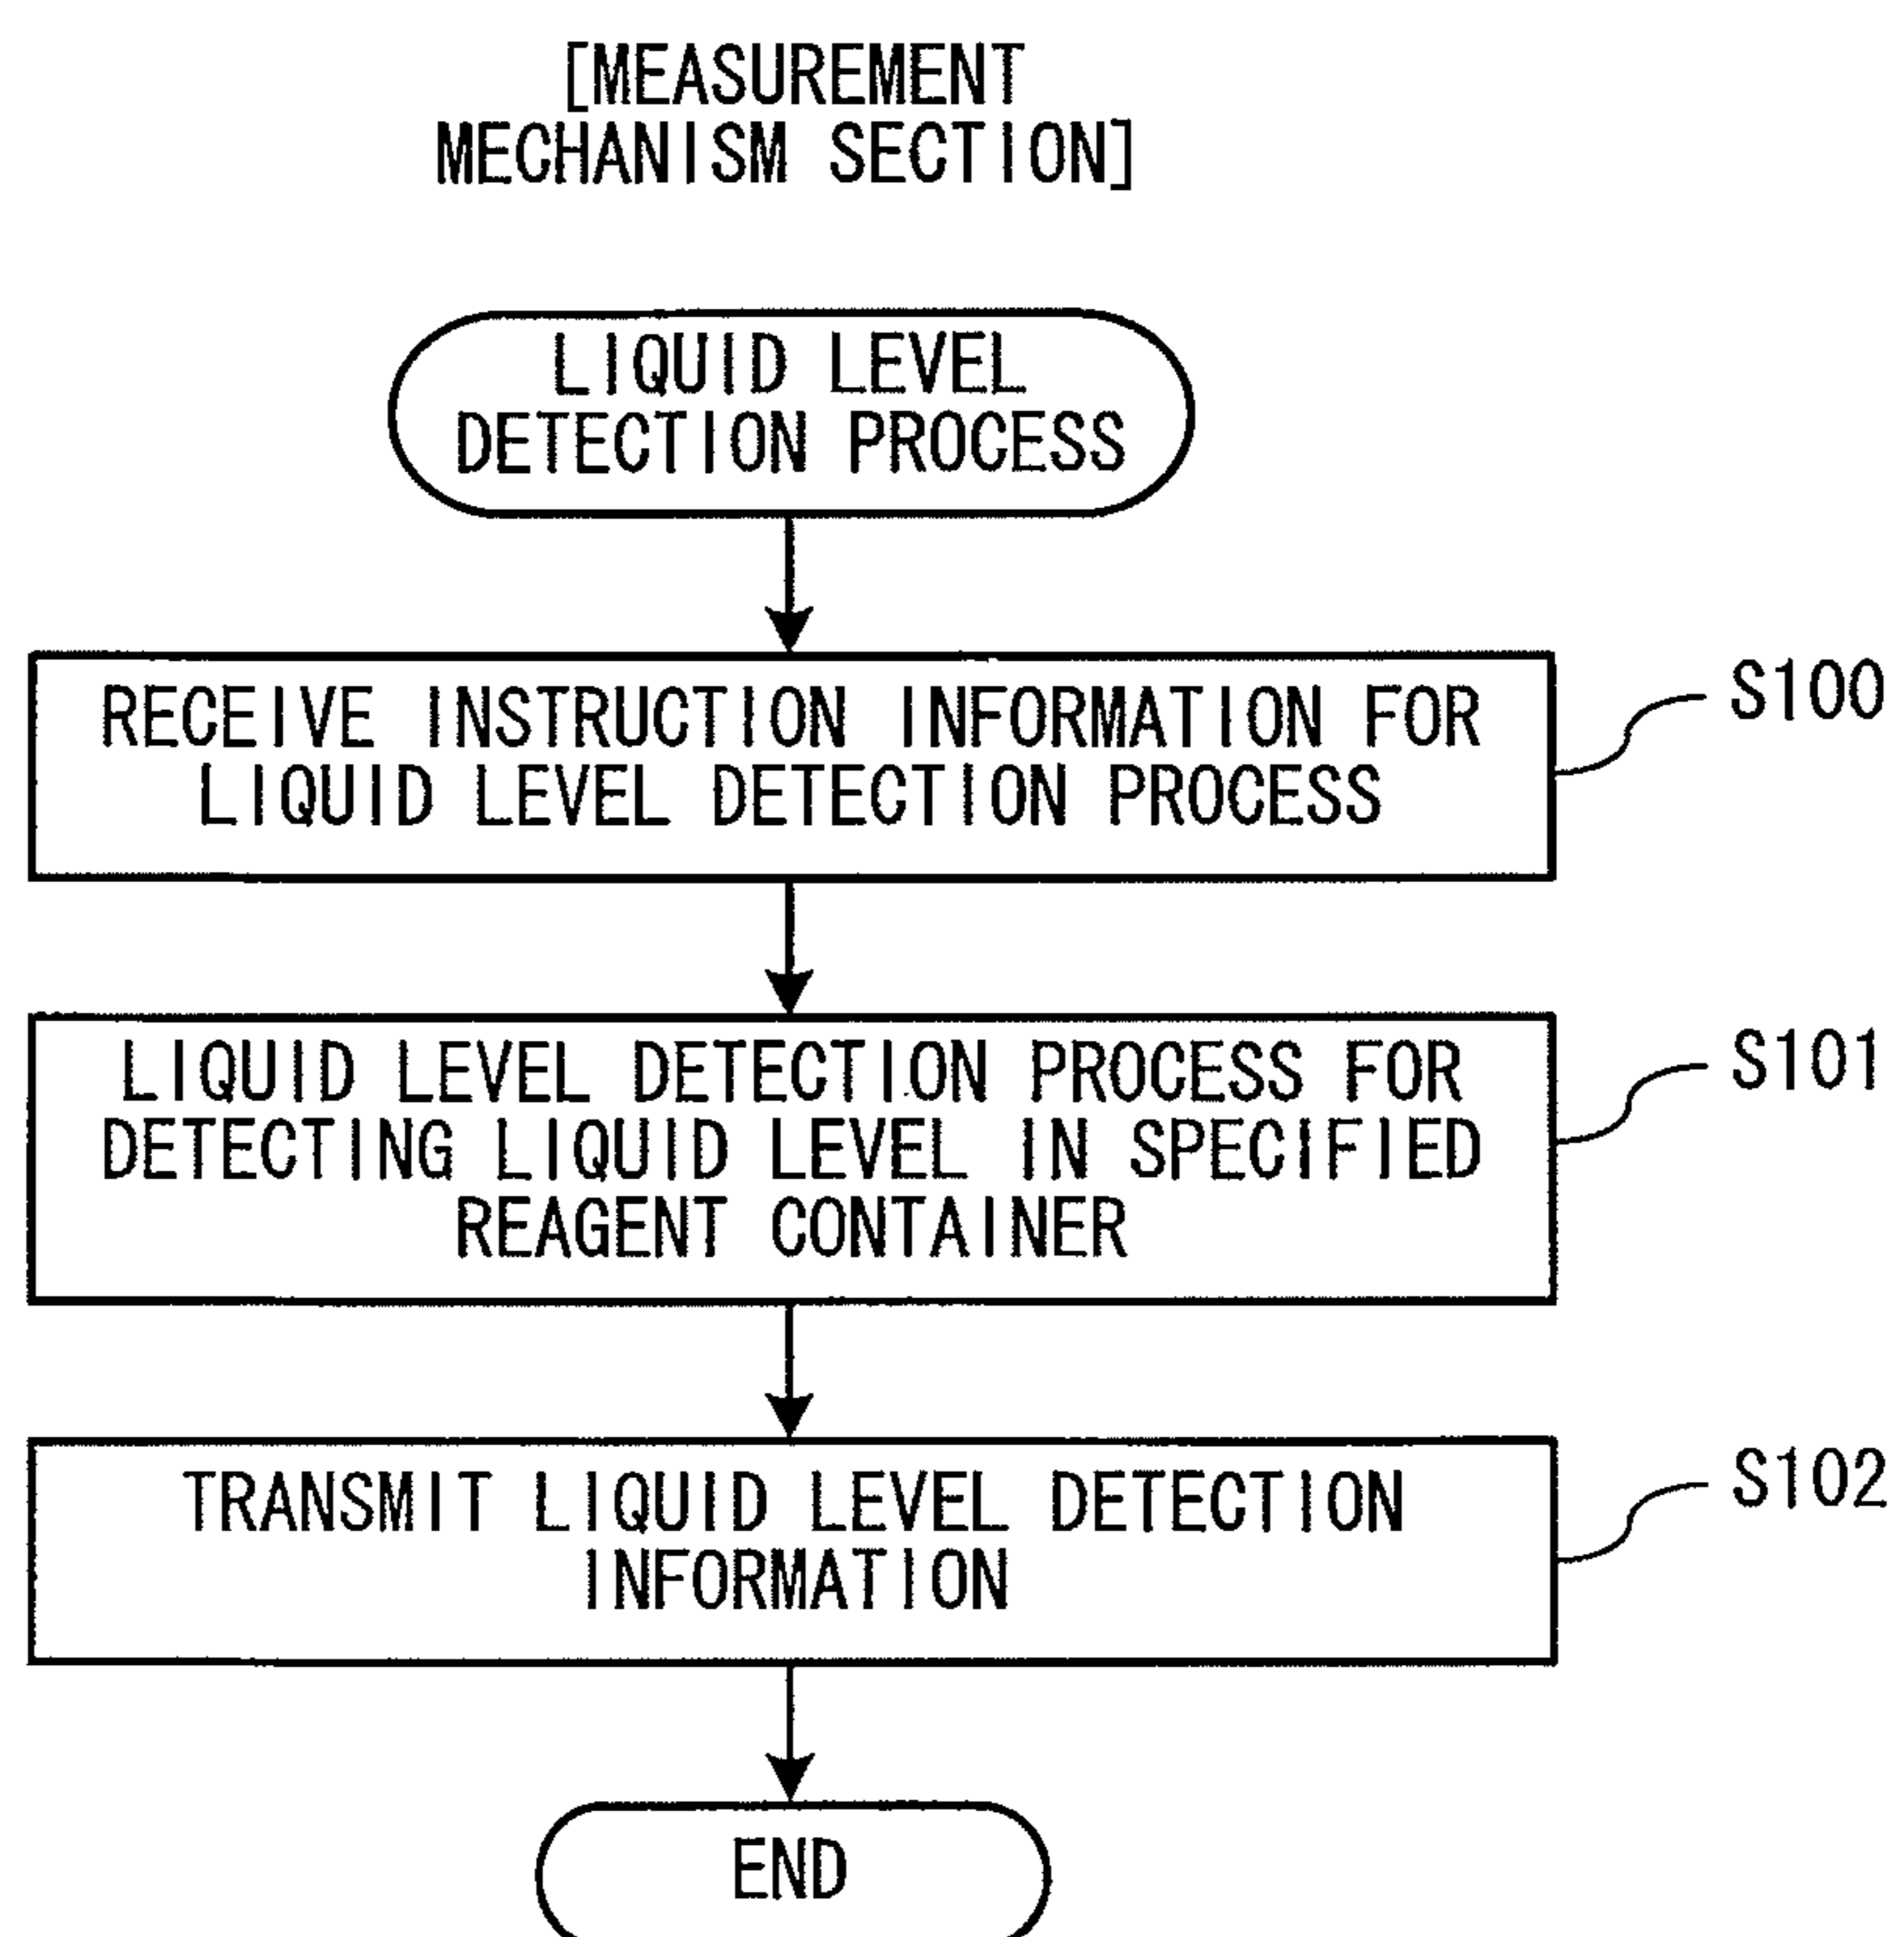 [MEASUREMENT
MECHANISM SECTION]
LIQUID LEVEL
DETECTION PROCESS
RECEIVE INSTRUCTION INFORMATION FOR
LIQUID LEVEL DETECTION PROCESS
S100
LIQUID LEVEL DETECTION PROCESS FOR
DETECTING LIQUID LEVEL IN SPECIFIED
REAGENT CONTAINER
S101
TRANSMIT LIQUID LEVEL DETECTION
INFORMATION
S102
END